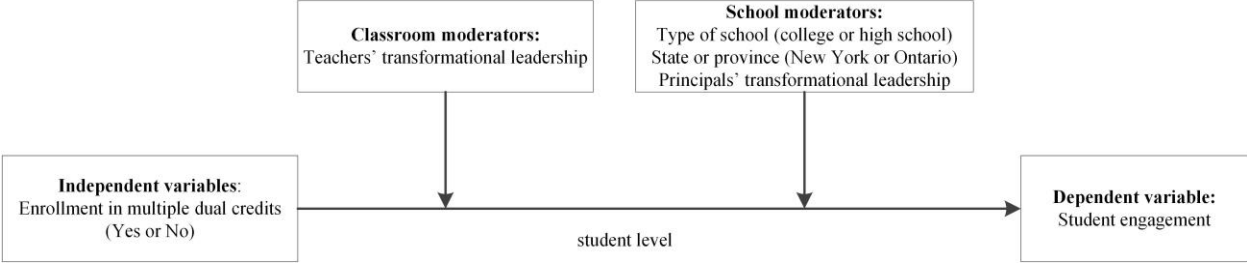 Classroom moderators:
Teachers' transformational leadership
School moderators:
Type of school (college or high school)
State or province (New York or Ontario)
Principals' transformational leadership
Independent variables:
Enrollment in multiple dual credits
(Yes or No)
student level
Dependent variable:
Student engagement